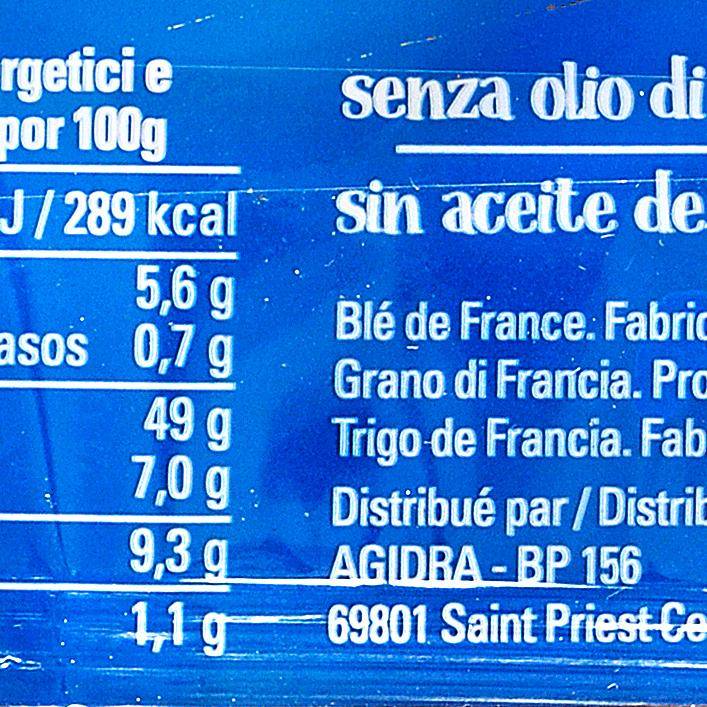 rgetici e
por 100g
J / 289 kcal
5,6 g
asos 0,7 g
49 g
7,0 g
9,3 g
1,1 g
senza olio di
sin aceite de
Blé de France. Fabric
Grano di Francia. Pro
Trigo de Francia. Fab
Distribué par / Distrib
AGIDRA - BP 156
69801 Saint Priest Ce